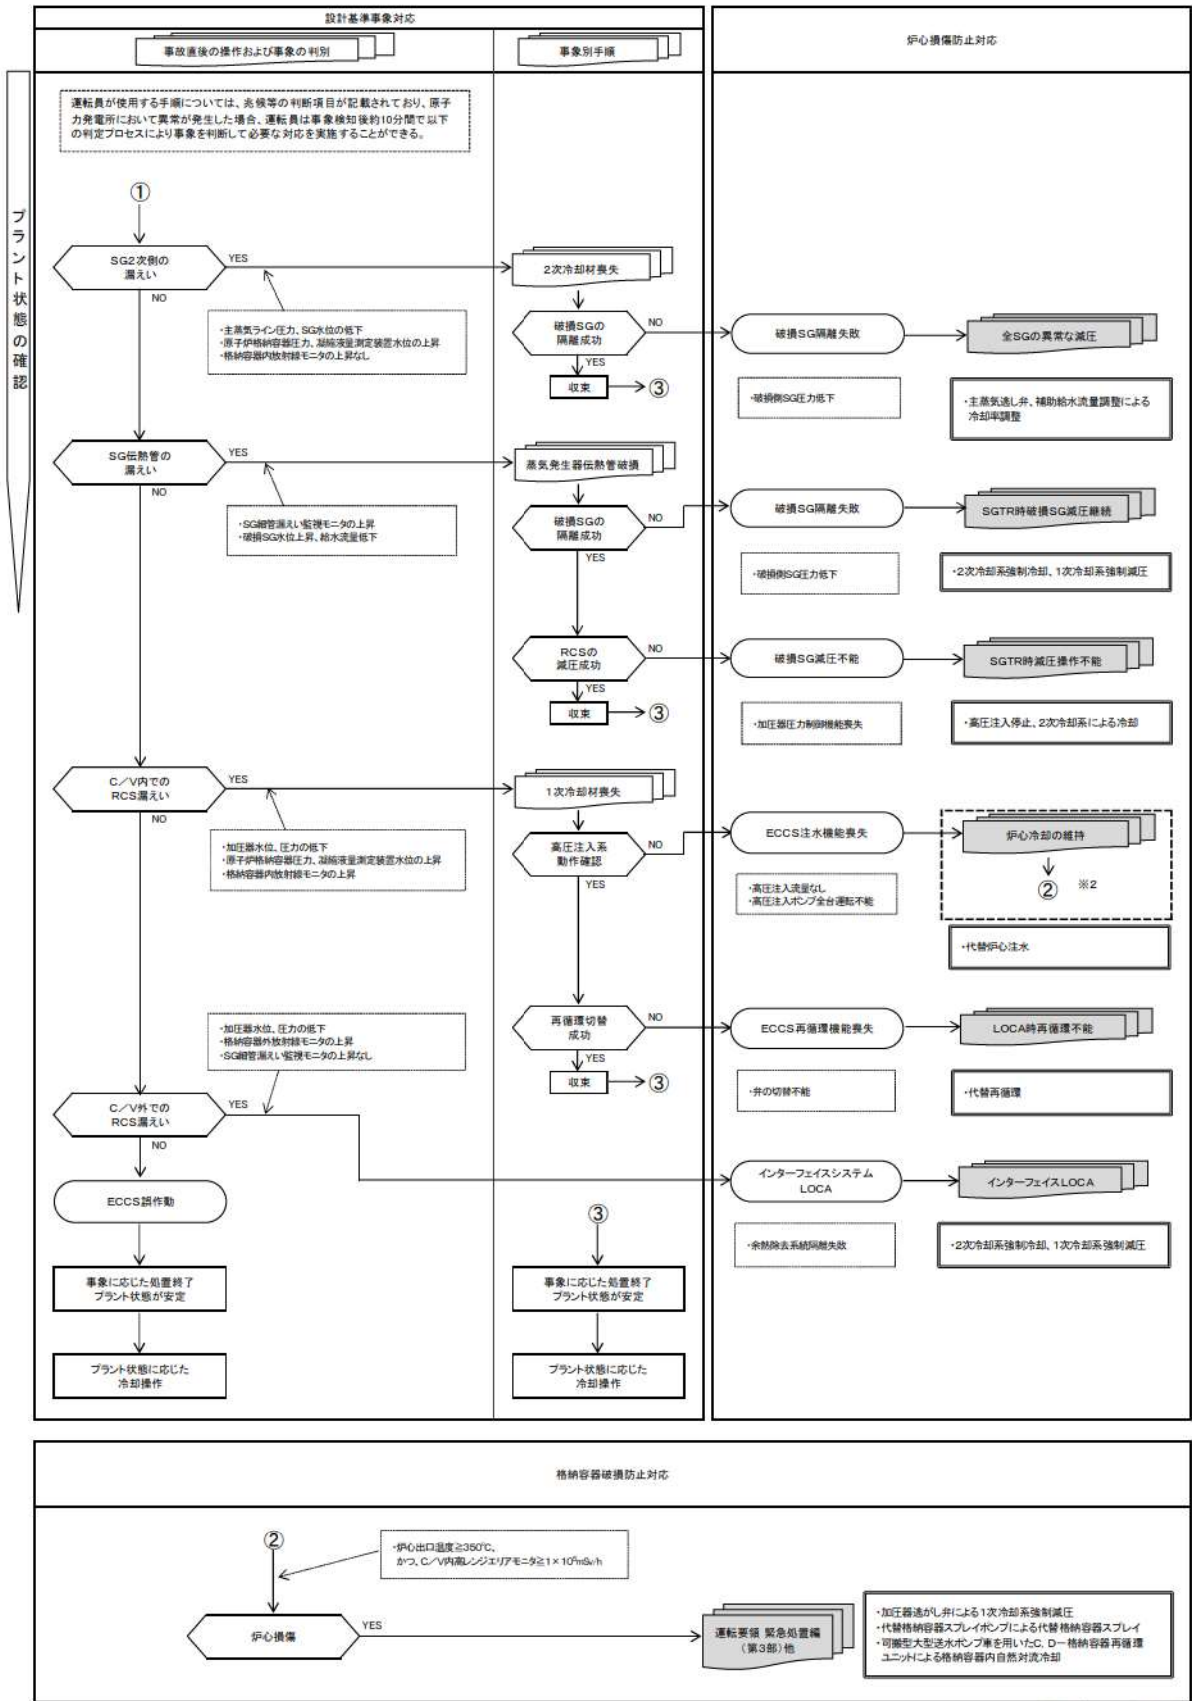 設計基準事象対応
事故直後の操作および事象の判別
事象別手順
炉心損傷防止対応
プラント状態の確認
運転員が使用する手順については、兆候等の判断項目が記載されており、原子
力発電所において異常が発生した場合、運転員は事象検知後約10分間で以下
の判定プロセスにより事象を判断して必要な対応を実施することができる。
①
SG2次側の
漏えい
YES
NO
・主蒸気ライン圧力、SG水位の低下
・原子炉格納容器圧力、凝縮液量測定装置水位の上昇
・格納容器内放射線モニタの上昇なし
2次冷却材喪失
破損SGの
隔離成功
NO
YES
収束
③
破損SG隔離失敗
全SGの異常な減圧
・破損側SG圧力低下
・主蒸気逃し弁、補助給水流量調整による
冷却率調整
SG伝熱管の
漏えい
YES
NO
・SG細管漏えい監視モニタの上昇
・破損SG水位上昇、給水流量低下
蒸気発生器伝熱管破損
破損SGの
隔離成功
NO
YES
破損SG隔離失敗
SGTR時破損SG減圧継続
・破損側SG圧力低下
・2次冷却系強制冷却、1次冷却系強制減圧
RCSの
減圧成功
NO
YES
収束
③
破損SG減圧不能
SGTR時減圧操作不能
・加圧器圧力制御機能喪失
・高圧注入停止、2次冷却系による冷却
C/V内での
RCS漏えい
YES
NO
・加圧器水位、圧力の低下
・原子炉格納容器圧力、凝縮液量測定装置水位の上昇
・格納容器内放射線モニタの上昇
1次冷却材喪失
高圧注入系
動作確認
NO
YES
ECCS注水機能喪失
炉心冷却の維持
②
※2
・高圧注入流量なし
・高圧注入ポンプ全台運転不能
・代替炉心注水
・加圧器水位、圧力の低下
・格納容器外放射線モニタの上昇
・SG細管漏えい監視モニタの上昇なし
再循環切替
成功
NO
YES
収束
③
ECCS再循環機能喪失
LOCA時再循環不能
・弁の切替不能
・代替再循環
C/V外での
RCS漏えい
YES
NO
インターフェイスシステム
LOCA
インターフェイスLOCA
・余熱除去系統隔離失敗
・2次冷却系強制冷却、1次冷却系強制減圧
ECCS誤作動
事象に応じた処置終了
プラント状態が安定
プラント状態に応じた
冷却操作
③
事象に応じた処置終了
プラント状態が安定
プラント状態に応じた
冷却操作
格納容器破損防止対応
②
・炉心出口温度≧350℃、
かつ、C/V内高レンジエリアモニタ≧1×10⁵mSv/h
炉心損傷
YES
運転要領 緊急処置編
(第3部)他
・加圧器逃がし弁による1次冷却系強制減圧
・代替格納容器スプレイポンプによる代替格納容器スプレイ
・可搬型大型送水ポンプ車を用いたC, D-格納容器再循環
ユニットによる格納容器内自然対流冷却